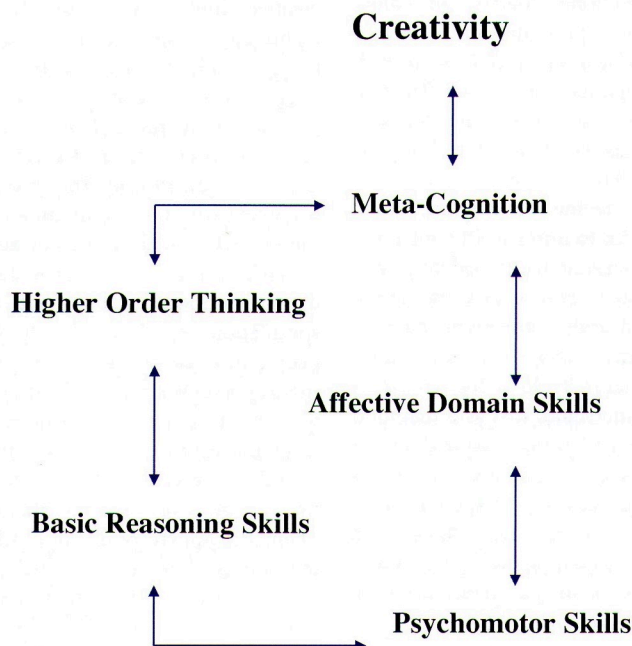 Creativity
Meta-Cognition
Higher Order Thinking
Affective Domain Skills
Basic Reasoning Skills
Psychomotor Skills